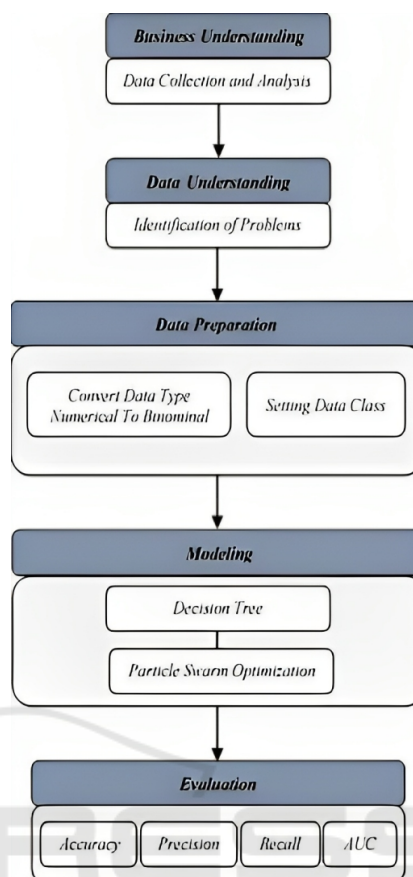 Business Understanding
Data Collection and Analysis
Data Understanding
Identification of Problems
Data Preparation
Convert Data Type
Numerical To Binominal
Setting Data Class
Modeling
Decision Tree
Particle Swarm Optimization
Evaluation
Accuracy
Precision
Recall
AUC